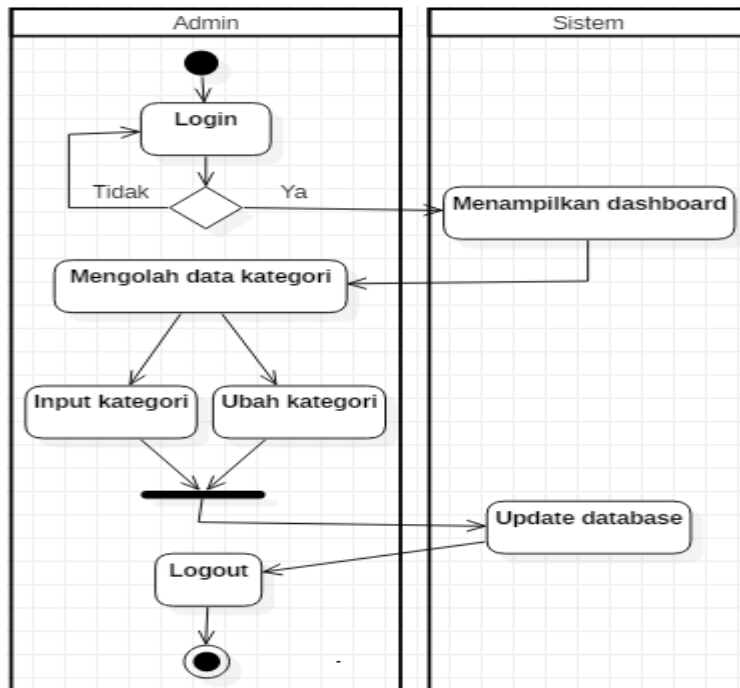 Admin
Sistem
Login
Tidak
Ya
Menampilkan dashboard
Mengolah data kategori
Input kategori
Ubah kategori
Update database
Logout
-